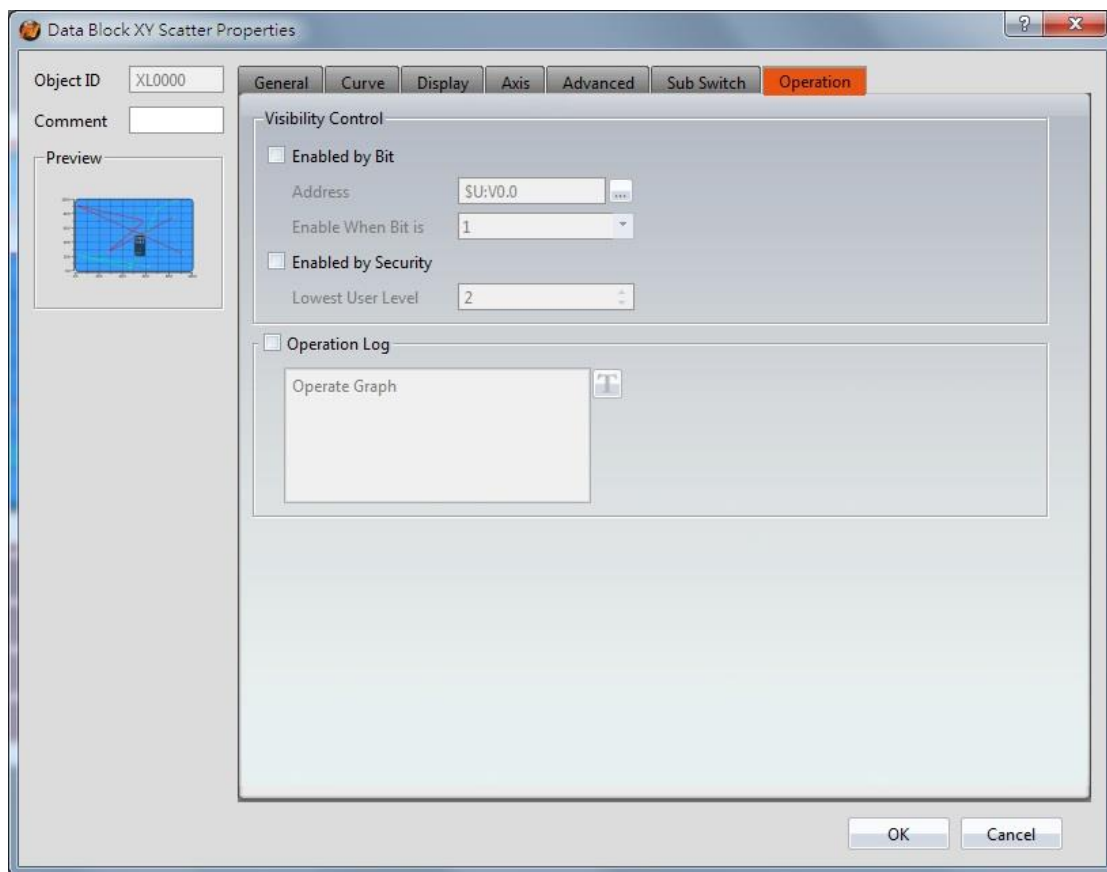 Data Block XY Scatter Properties
Object ID XL0000
Comment
Preview
General Curve Display Axis Advanced Sub Switch Operation
Visibility Control
Enabled by Bit
Address $U:V0.0 ...
Enable When Bit is 1
Enabled by Security
Lowest User Level 2
Operation Log
Operate Graph T
OK Cancel